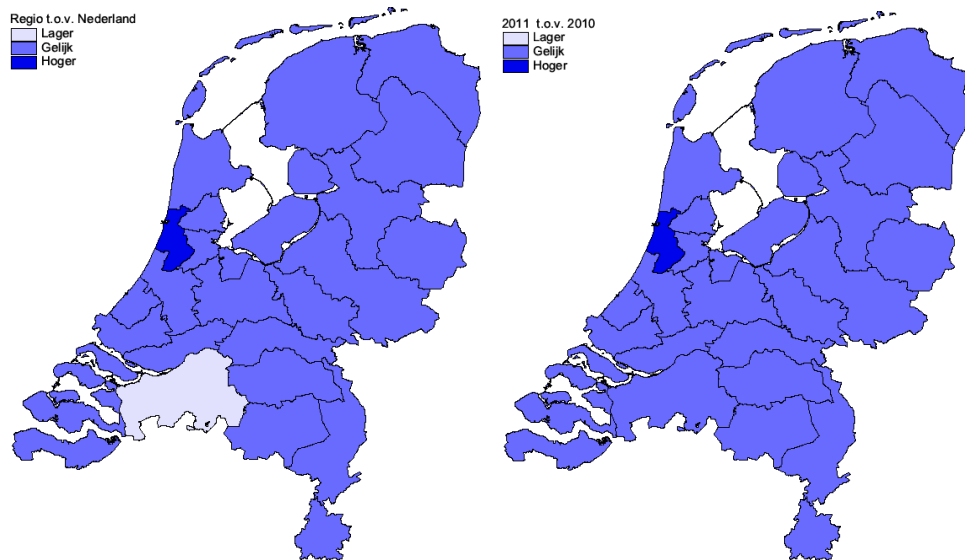 Regio t.o.v. Nederland
Lager
Gelijk
Hoger
2011 t.o.v. 2010
Lager
Gelijk
Hoger